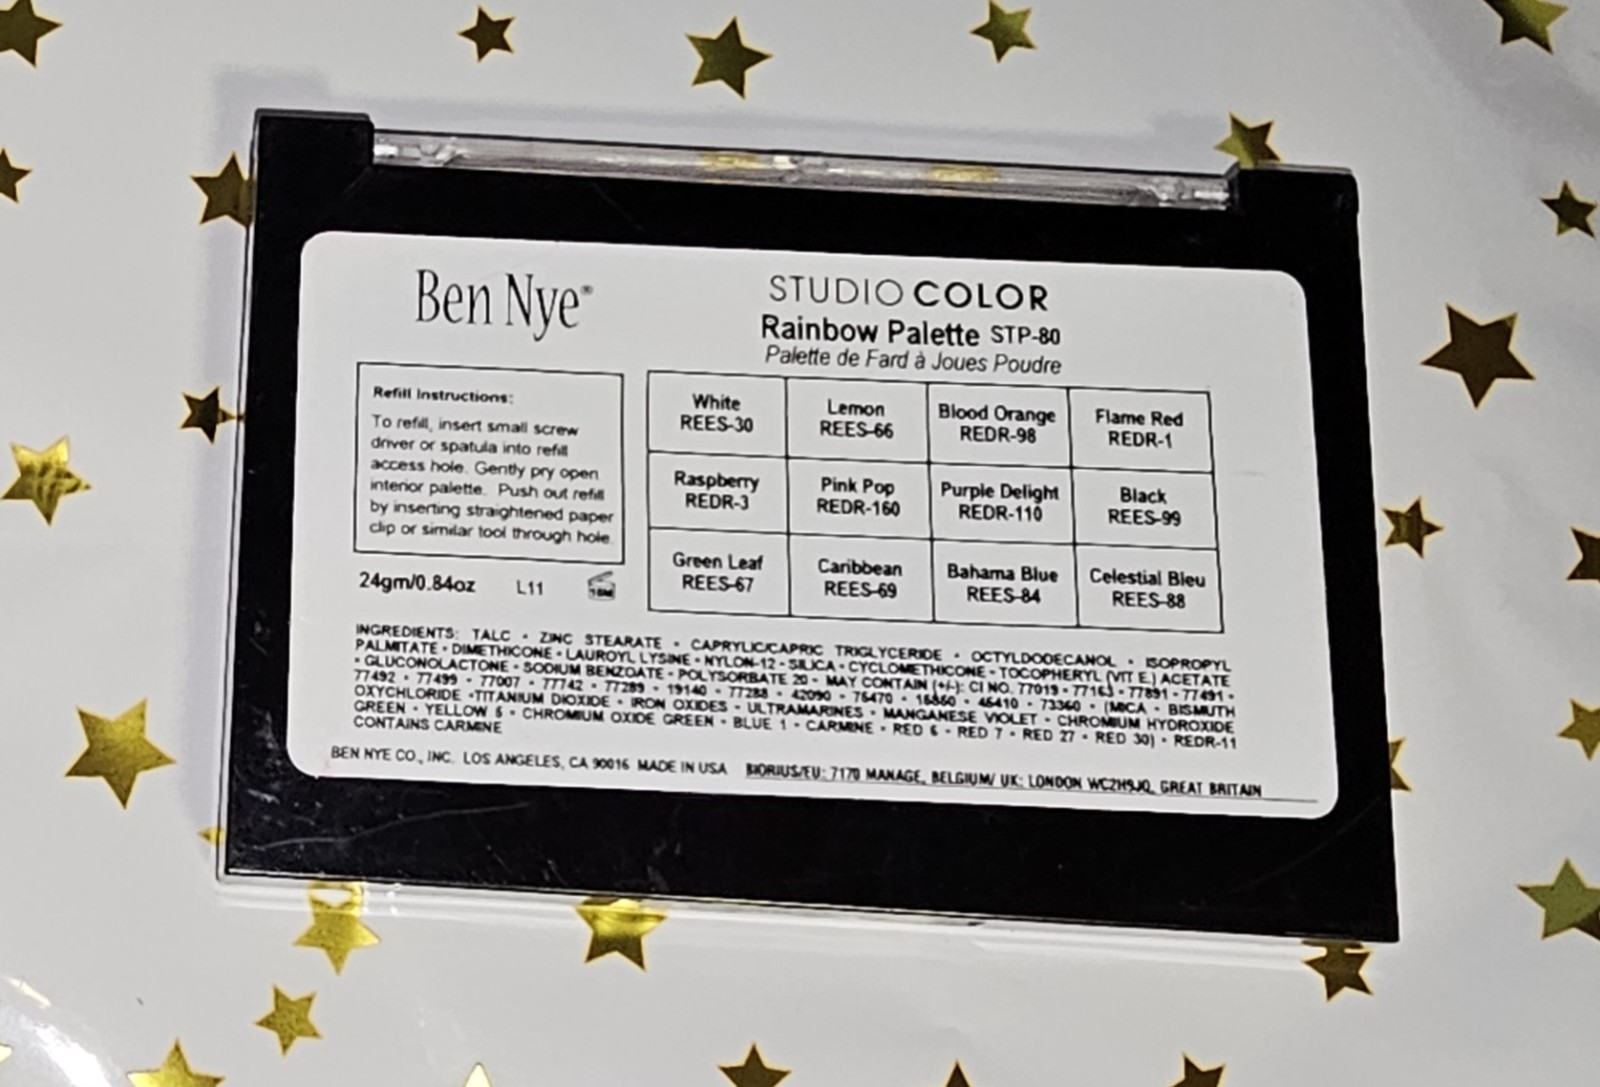 Ben Nye®
STUDIO COLOR
Rainbow Palette STP-80
Palette de Fard à Joues Poudre
Refill Instructions:
To refill, insert small screw
driver or spatula into refill
access hole. Gently pry open
interior palette. Push out refill
by inserting straightened paper
clip or similar tool through hole.
24gm/0.84oz L11
White
REES-30
Lemon
REES-66
Blood Orange
REDR-98
Flame Red
REDR-1
Raspberry
REDR-3
Pink Pop
REDR-160
Purple Delight
REDR-110
Black
REES-99
Green Leaf
REES-67
Caribbean
REES-69
Bahama Blue
REES-84
Celestial Bleu
REES-88
INGREDIENTS: TALC • ZINC STEARATE • CAPRYLIC/CAPRIC TRIGLYCERIDE • OCTYLDODECANOL • ISOPROPYL
PALMITATE • DIMETHICONE • LAUROYL LYSINE • NYLON-12 • SILICA • CYCLOMETHICONE • TOCOPHERYL (VIT E.) ACETATE
• GLUCONOLACTONE • SODIUM BENZOATE • POLYSORBATE 20 • MAY CONTAIN (+/-): CI NO. 77019 • 77163 • 77891 • 77491 •
77492 • 77499 • 77007 • 77742 • 77289 • 19140 • 77288 • 42090 • 75470 • 15850 • 45410 • 73360 • (MICA • BISMUTH
OXYCHLORIDE • TITANIUM DIOXIDE • IRON OXIDES • ULTRAMARINES • MANGANESE VIOLET • CHROMIUM HYDROXIDE
GREEN • YELLOW 5 • CHROMIUM OXIDE GREEN • BLUE 1 • CARMINE • RED 6 • RED 7 • RED 27 • RED 30) • REDR-11
CONTAINS CARMINE
BEN NYE CO., INC. LOS ANGELES, CA 90016 MADE IN USA BIORIUS/EU: 7170 MANAGE, BELGIUM/ UK: LONDON WC2H9JQ, GREAT BRITAIN